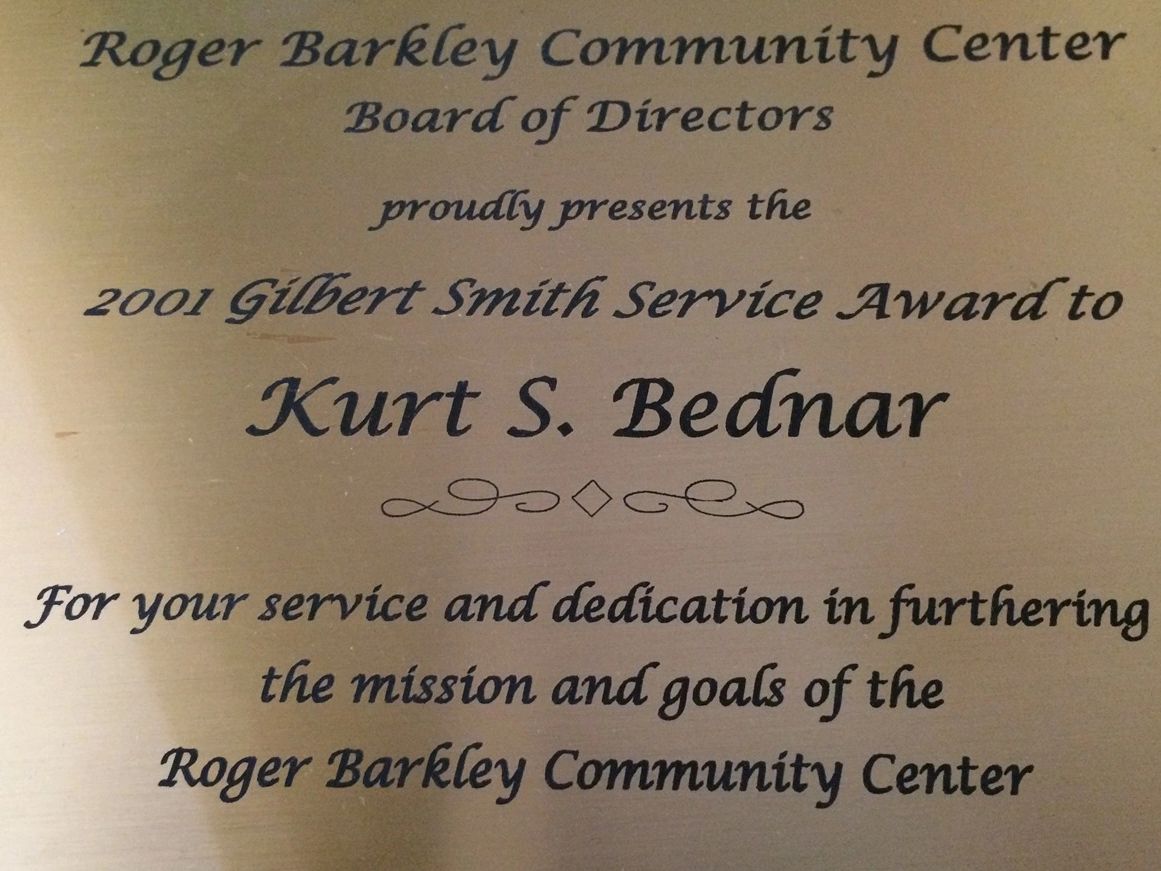 Roger Barkley Community Center
Board of Directors
proudly presents the
2001 Gilbert Smith Service Award to
Kurt S. Bednar
For your service and dedication in furthering
the mission and goals of the
Roger Barkley Community Center